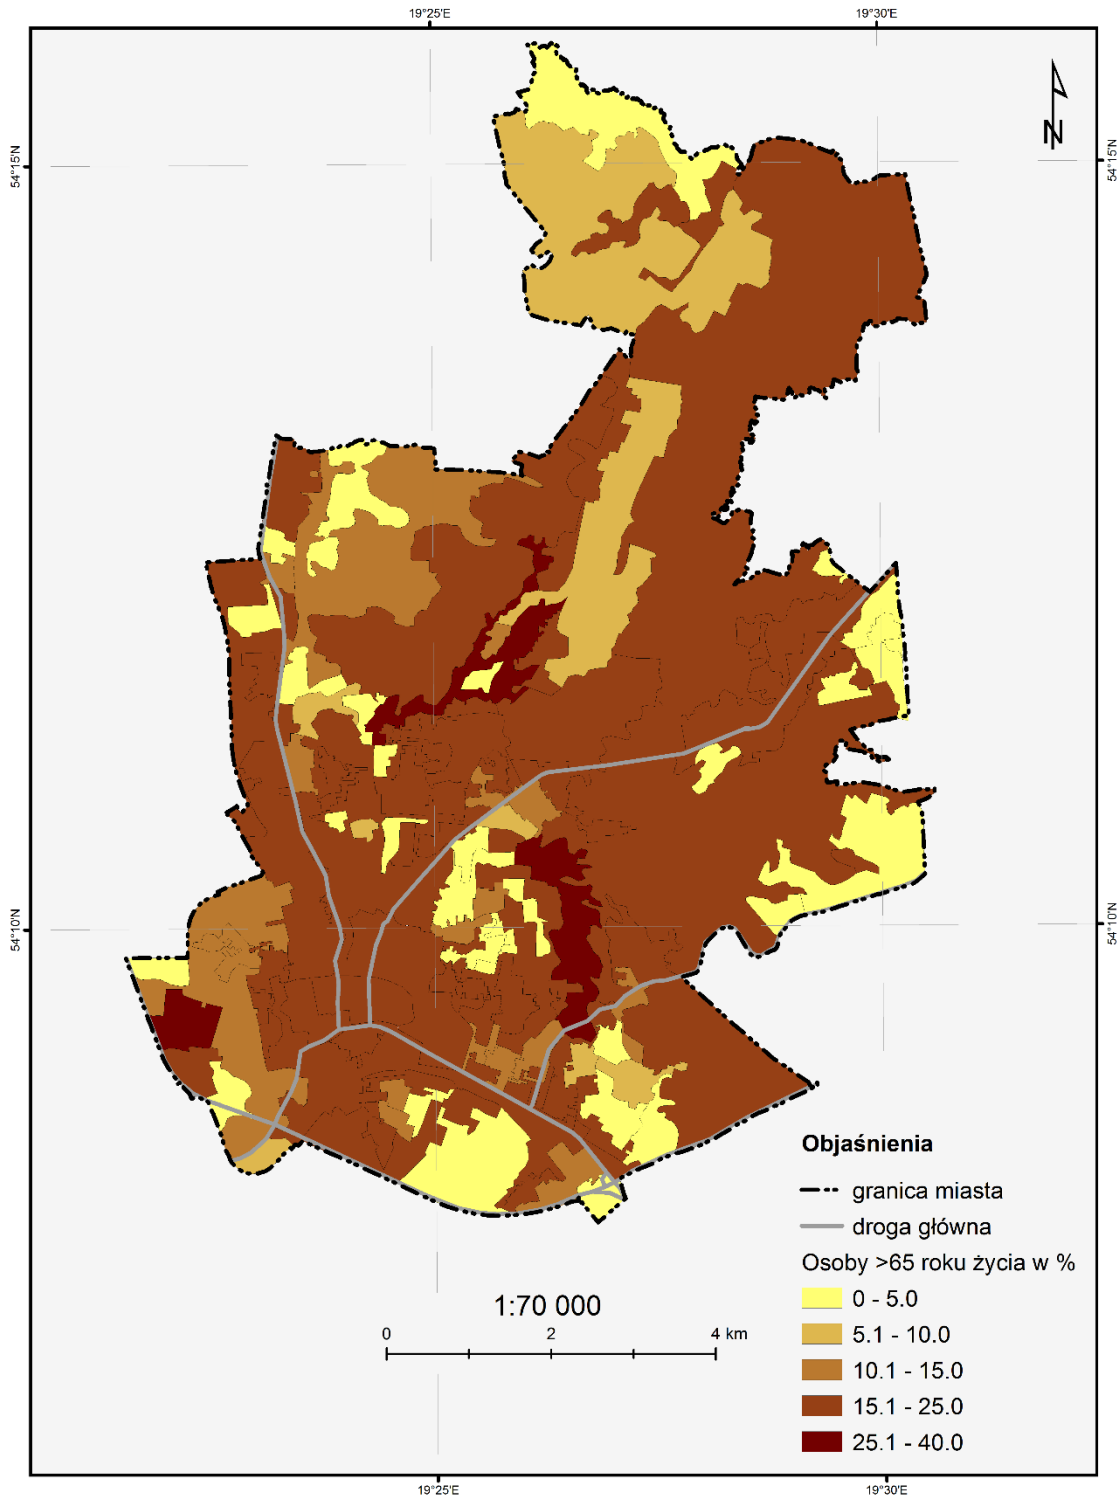 19°25'E
19°30'E
54°15'N
54°15'N
N
54°10'N
54°10'N
Objaśnienia
granica miasta
droga główna
Osoby >65 roku życia w %
0 - 5.0
5.1 - 10.0
10.1 - 15.0
15.1 - 25.0
25.1 - 40.0
1:70 000
0 2 4 km
19°25'E
19°30'E